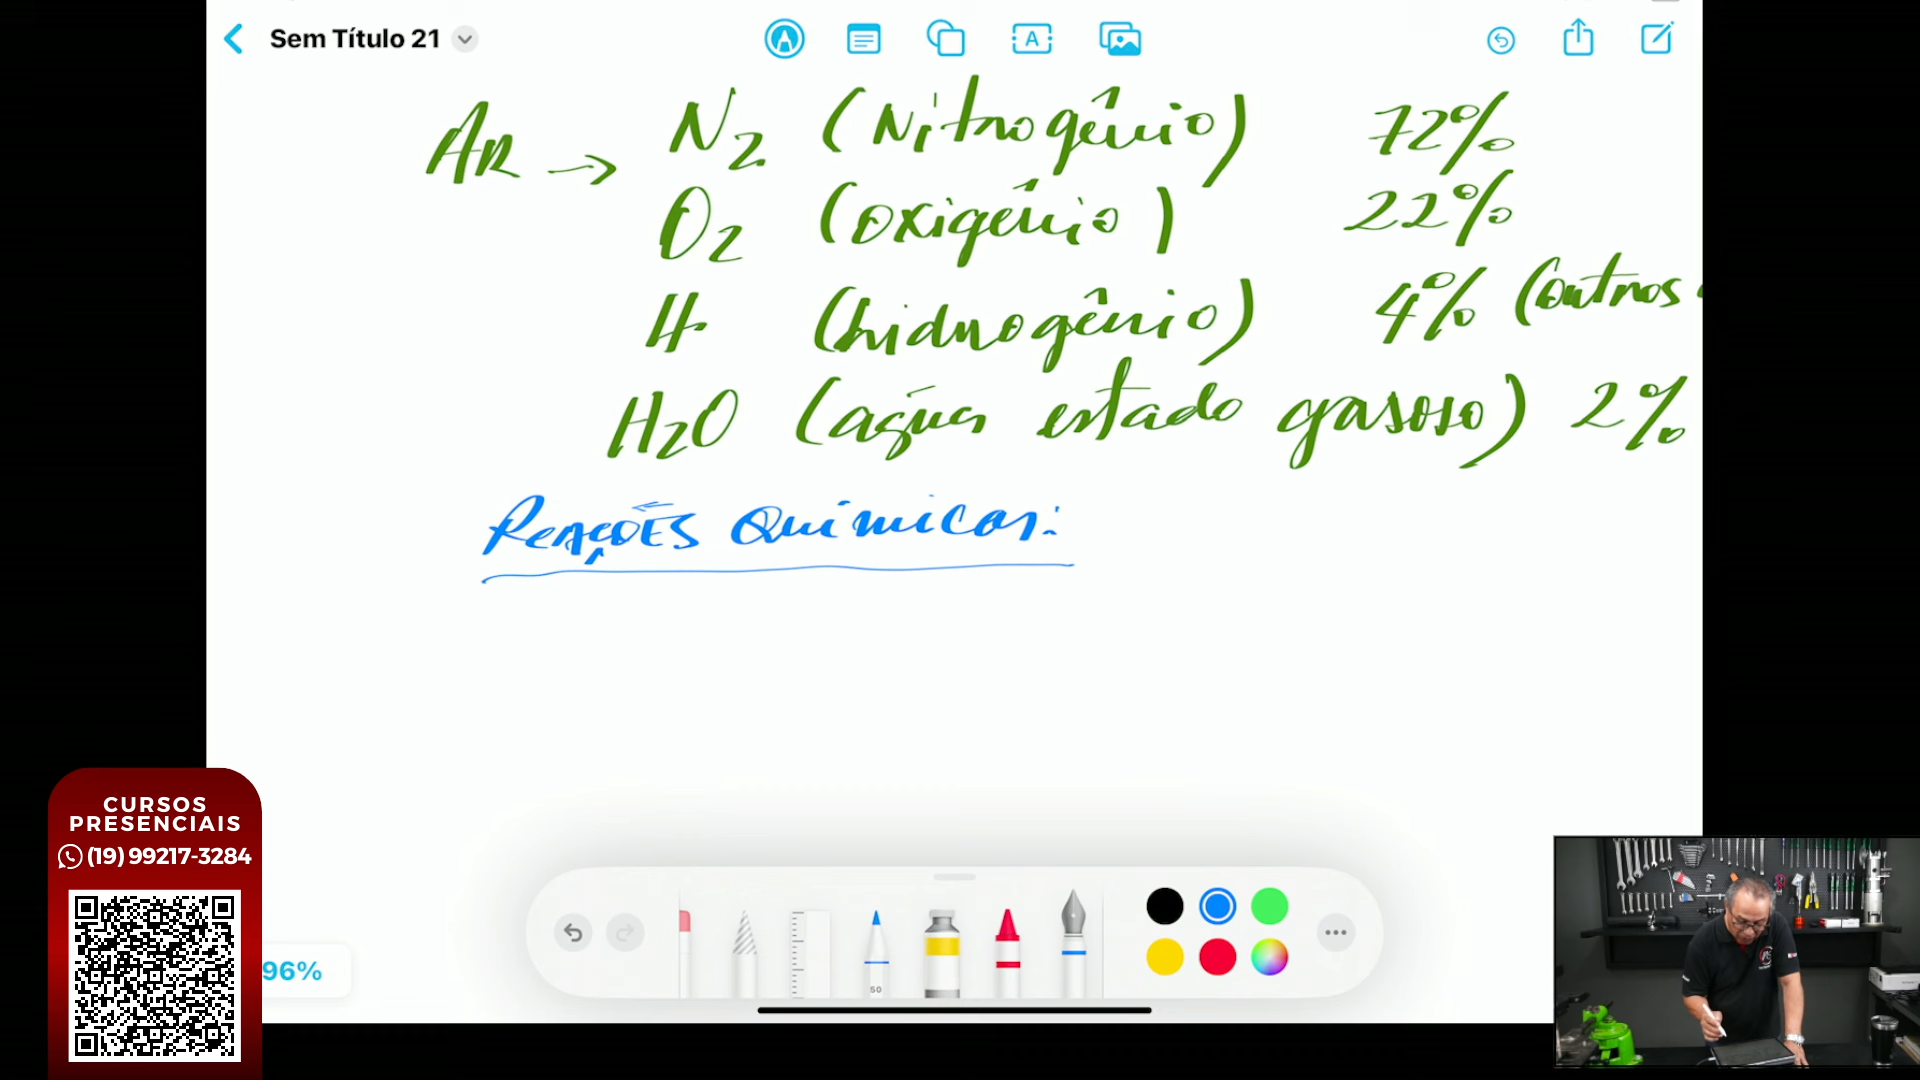 Sem Título 21
AR → N2 (Nitrogênio) 72%
O2 (oxigênio) 22%
H (hidrogênio) 4% (outros
H2O (água estado gasoso) 2%
REAÇÕES Químicas:
50
96%
CURSOS
PRESENCIAIS
(19) 99217-3284